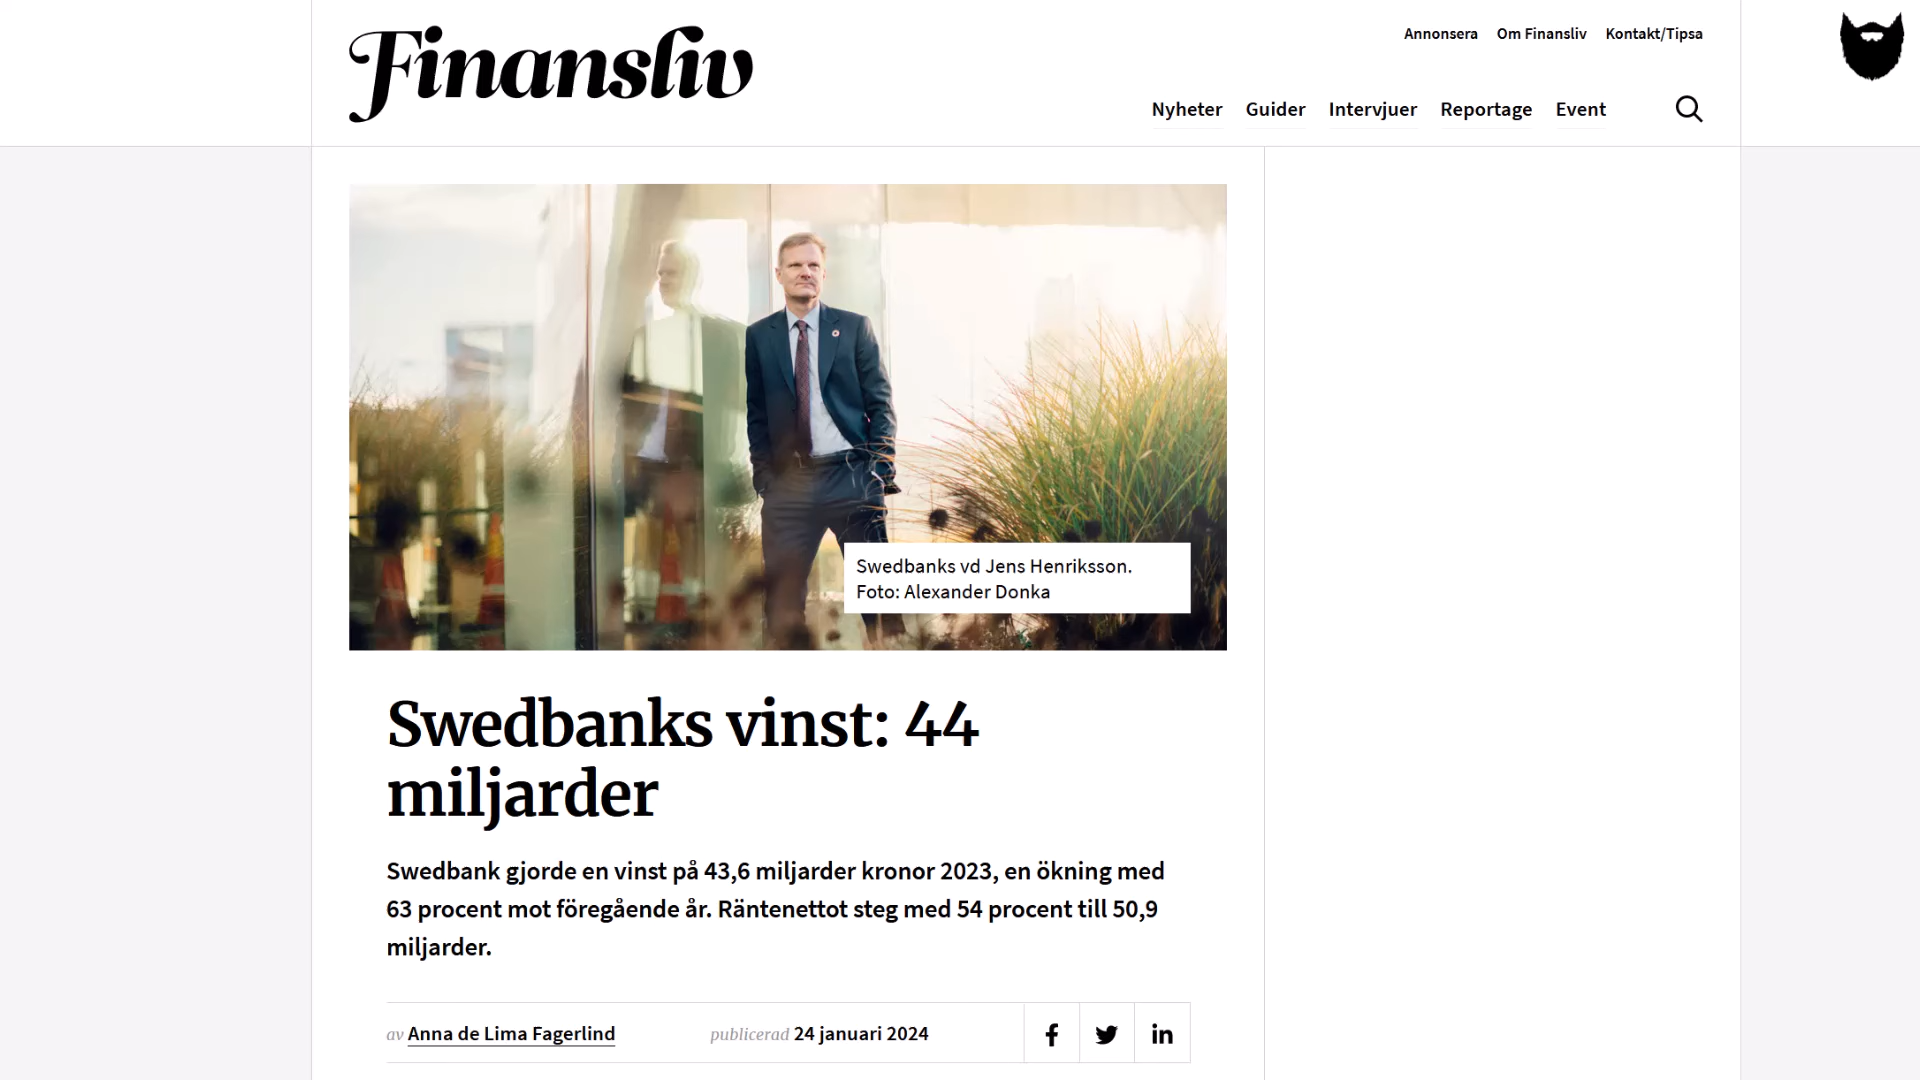 Finansliv
Annonsera Om Finansliv Kontakt/Tipsa
Nyheter Guider Intervjuer Reportage Event
Swedbanks vd Jens Henriksson.
Foto: Alexander Donka
Swedbanks vinst: 44
miljarder
Swedbank gjorde en vinst på 43,6 miljarder kronor 2023, en ökning med
63 procent mot föregående år. Räntenettot steg med 54 procent till 50,9
miljarder.
av Anna de Lima Fagerlind publicerad 24 januari 2024